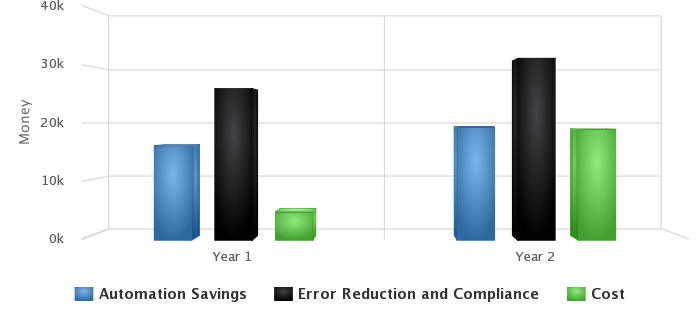 40k
30k
20k
10k
0k
Money
Year 1
Year 2
Automation Savings
Error Reduction and Compliance
Cost